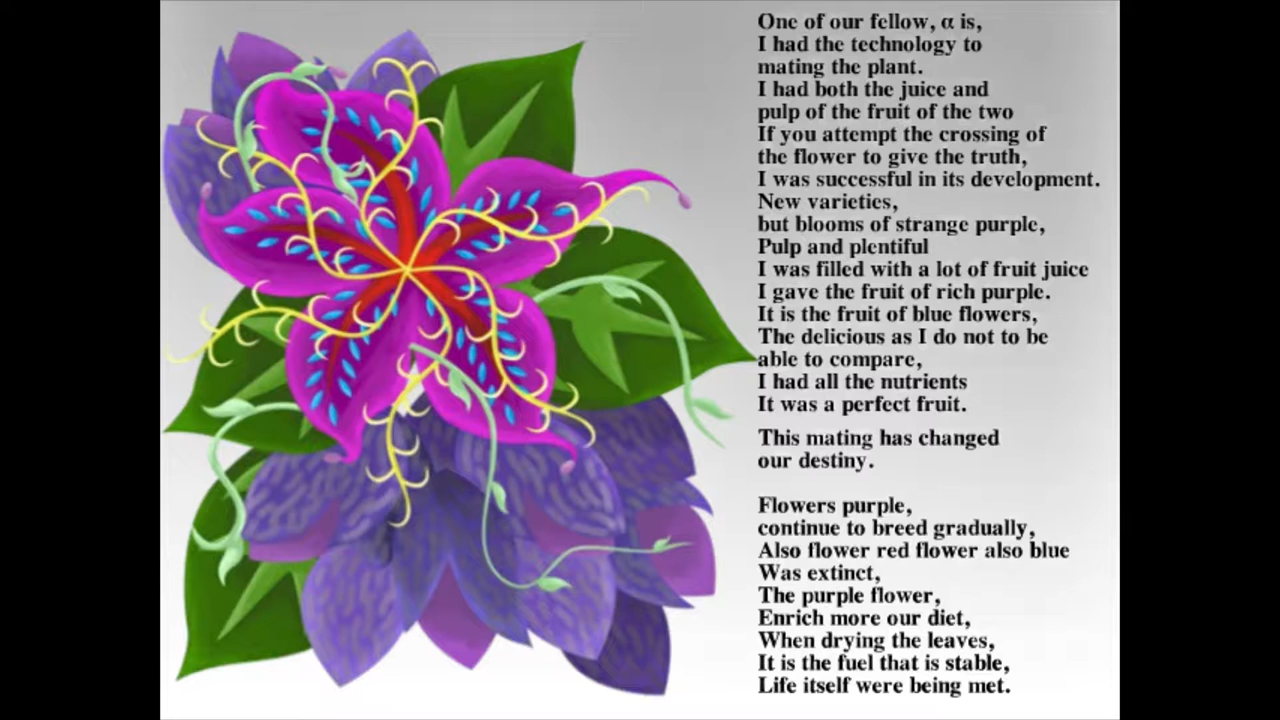 One of our fellow, α is,
I had the technology to
mating the plant.
I had both the juice and
pulp of the fruit of the two
If you attempt the crossing of
the flower to give the truth,
I was successful in its development.
New varieties,
but blooms of strange purple,
Pulp and plentiful
I was filled with a lot of fruit juice
I gave the fruit of rich purple.
It is the fruit of blue flowers,
The delicious as I do not to be
able to compare,
I had all the nutrients
It was a perfect fruit.
This mating has changed
our destiny.
Flowers purple,
continue to breed gradually,
Also flower red flower also blue
Was extinct,
The purple flower,
Enrich more our diet,
When drying the leaves,
It is the fuel that is stable,
Life itself were being met.